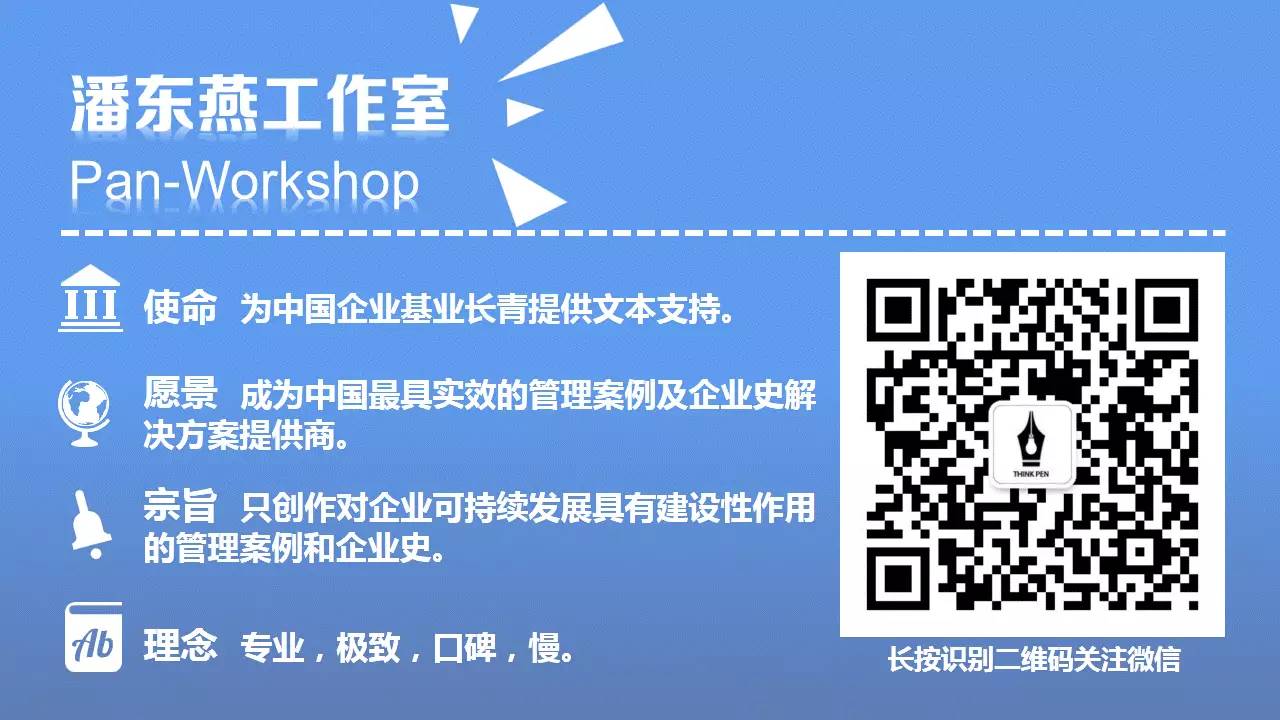 潘东燕工作室
Pan-Workshop
使命 为中国企业基业长青提供文本支持。
愿景 成为中国最具实效的管理案例及企业史解
决方案提供商。
宗旨 只创作对企业可持续发展具有建设性作用
的管理案例和企业史。
Ab 理念 专业，极致，口碑，慢。
THINK PEN
长按识别二维码关注微信